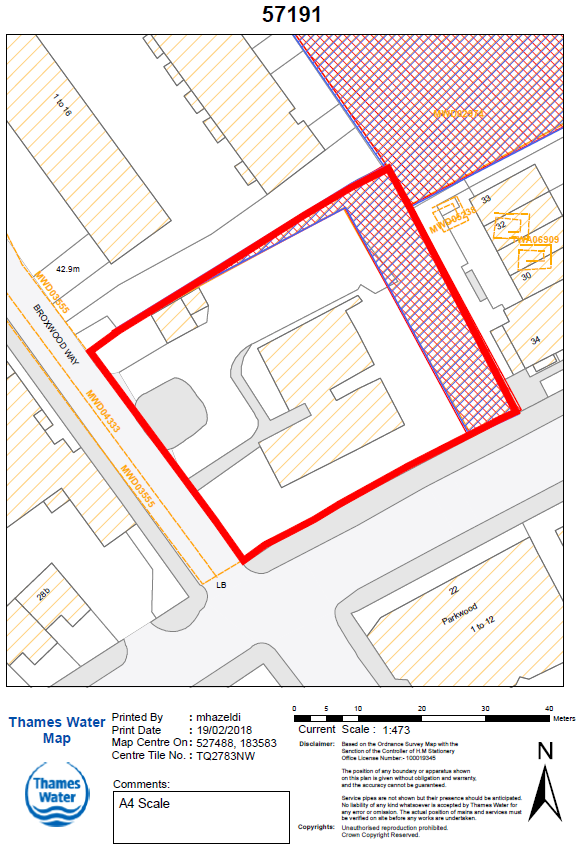 57191
1 to 16
MWD02074
33
MWD06238
32
TWA06909
30
42.9m
MWD03555
BROXWOOD WAY
34
MWD04333
MWD03555
LB
28b
22
Parkwood
1 to 12
Thames Water
Map
Thames
Water
Printed By : mhazeldi
Print Date : 19/02/2018
Map Centre On : 527488, 183583
Centre Tile No. : TQ2783NW
Comments:
A4 Scale
0 5 10 20 30 40
Meters
Current Scale : 1:473
Disclaimer: Based on the Ordnance Survey Map with the
Sanction of the Controller of H.M Stationery
Office License Number:- 100019345
The position of any boundary or apparatus shown
on this plan is given without obligation and warranty,
and the accuracy cannot be guaranteed.
Service pipes are not shown but their presence should be anticipated.
No liability of any kind whatsoever is accepted by Thames Water for
any error or omission. The actual position of mains and services must
be verified on site before any works are undertaken.
Copyrights: Unauthorised reproduction prohibited.
Crown Copyright Reserved.
N